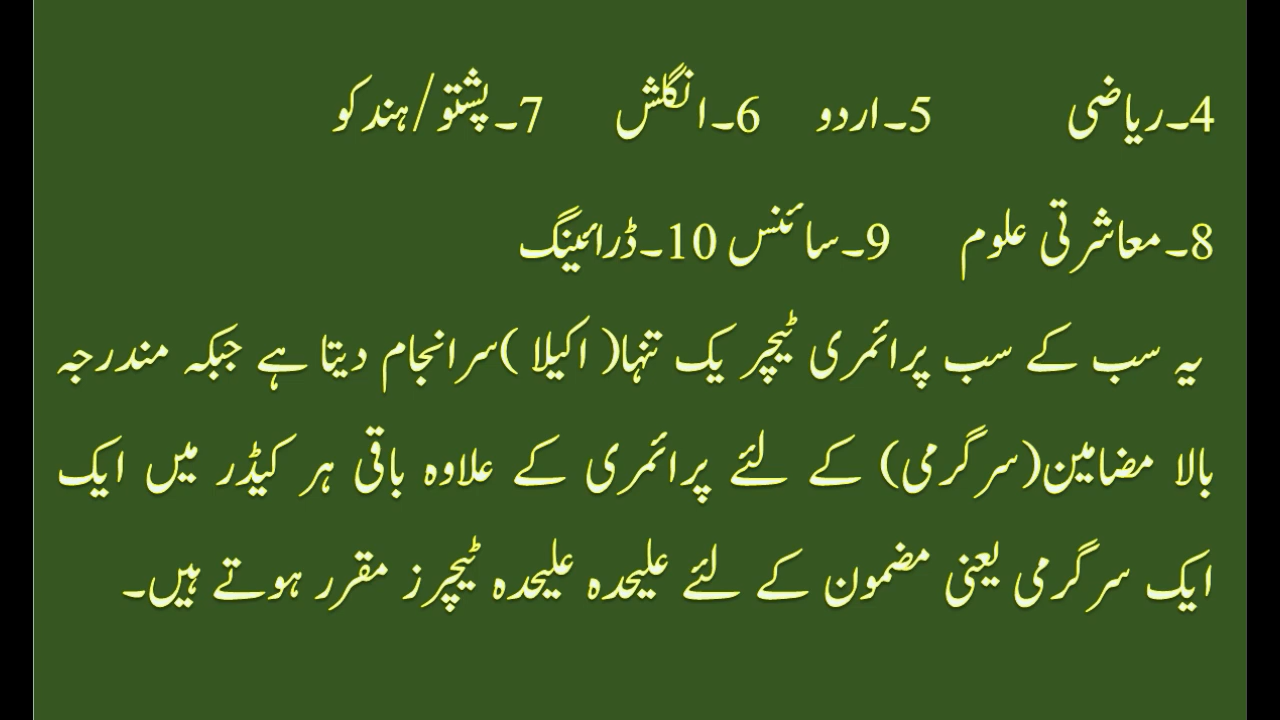 4۔ریاضی 5۔اردو 6۔انگلش 7۔پشتو/ہندکو
8۔معاشرتی علوم 9۔سائنس 10۔ڈرائینگ
یہ سب کے سب پرائمری ٹیچر یک تنہا( اکیلا )سرانجام دیتا ہے جبکہ مندرجہ
بالا مضامین(سرگرمی) کے لئے پرائمری کے علاوہ باقی ہر کیڈر میں ایک
ایک سرگرمی یعنی مضمون کے لئے علیحدہ علیحدہ ٹیچرز مقرر ہوتے ہیں۔